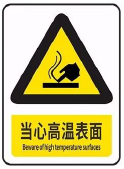 当心高温表面
Beware of high temperature surfaces